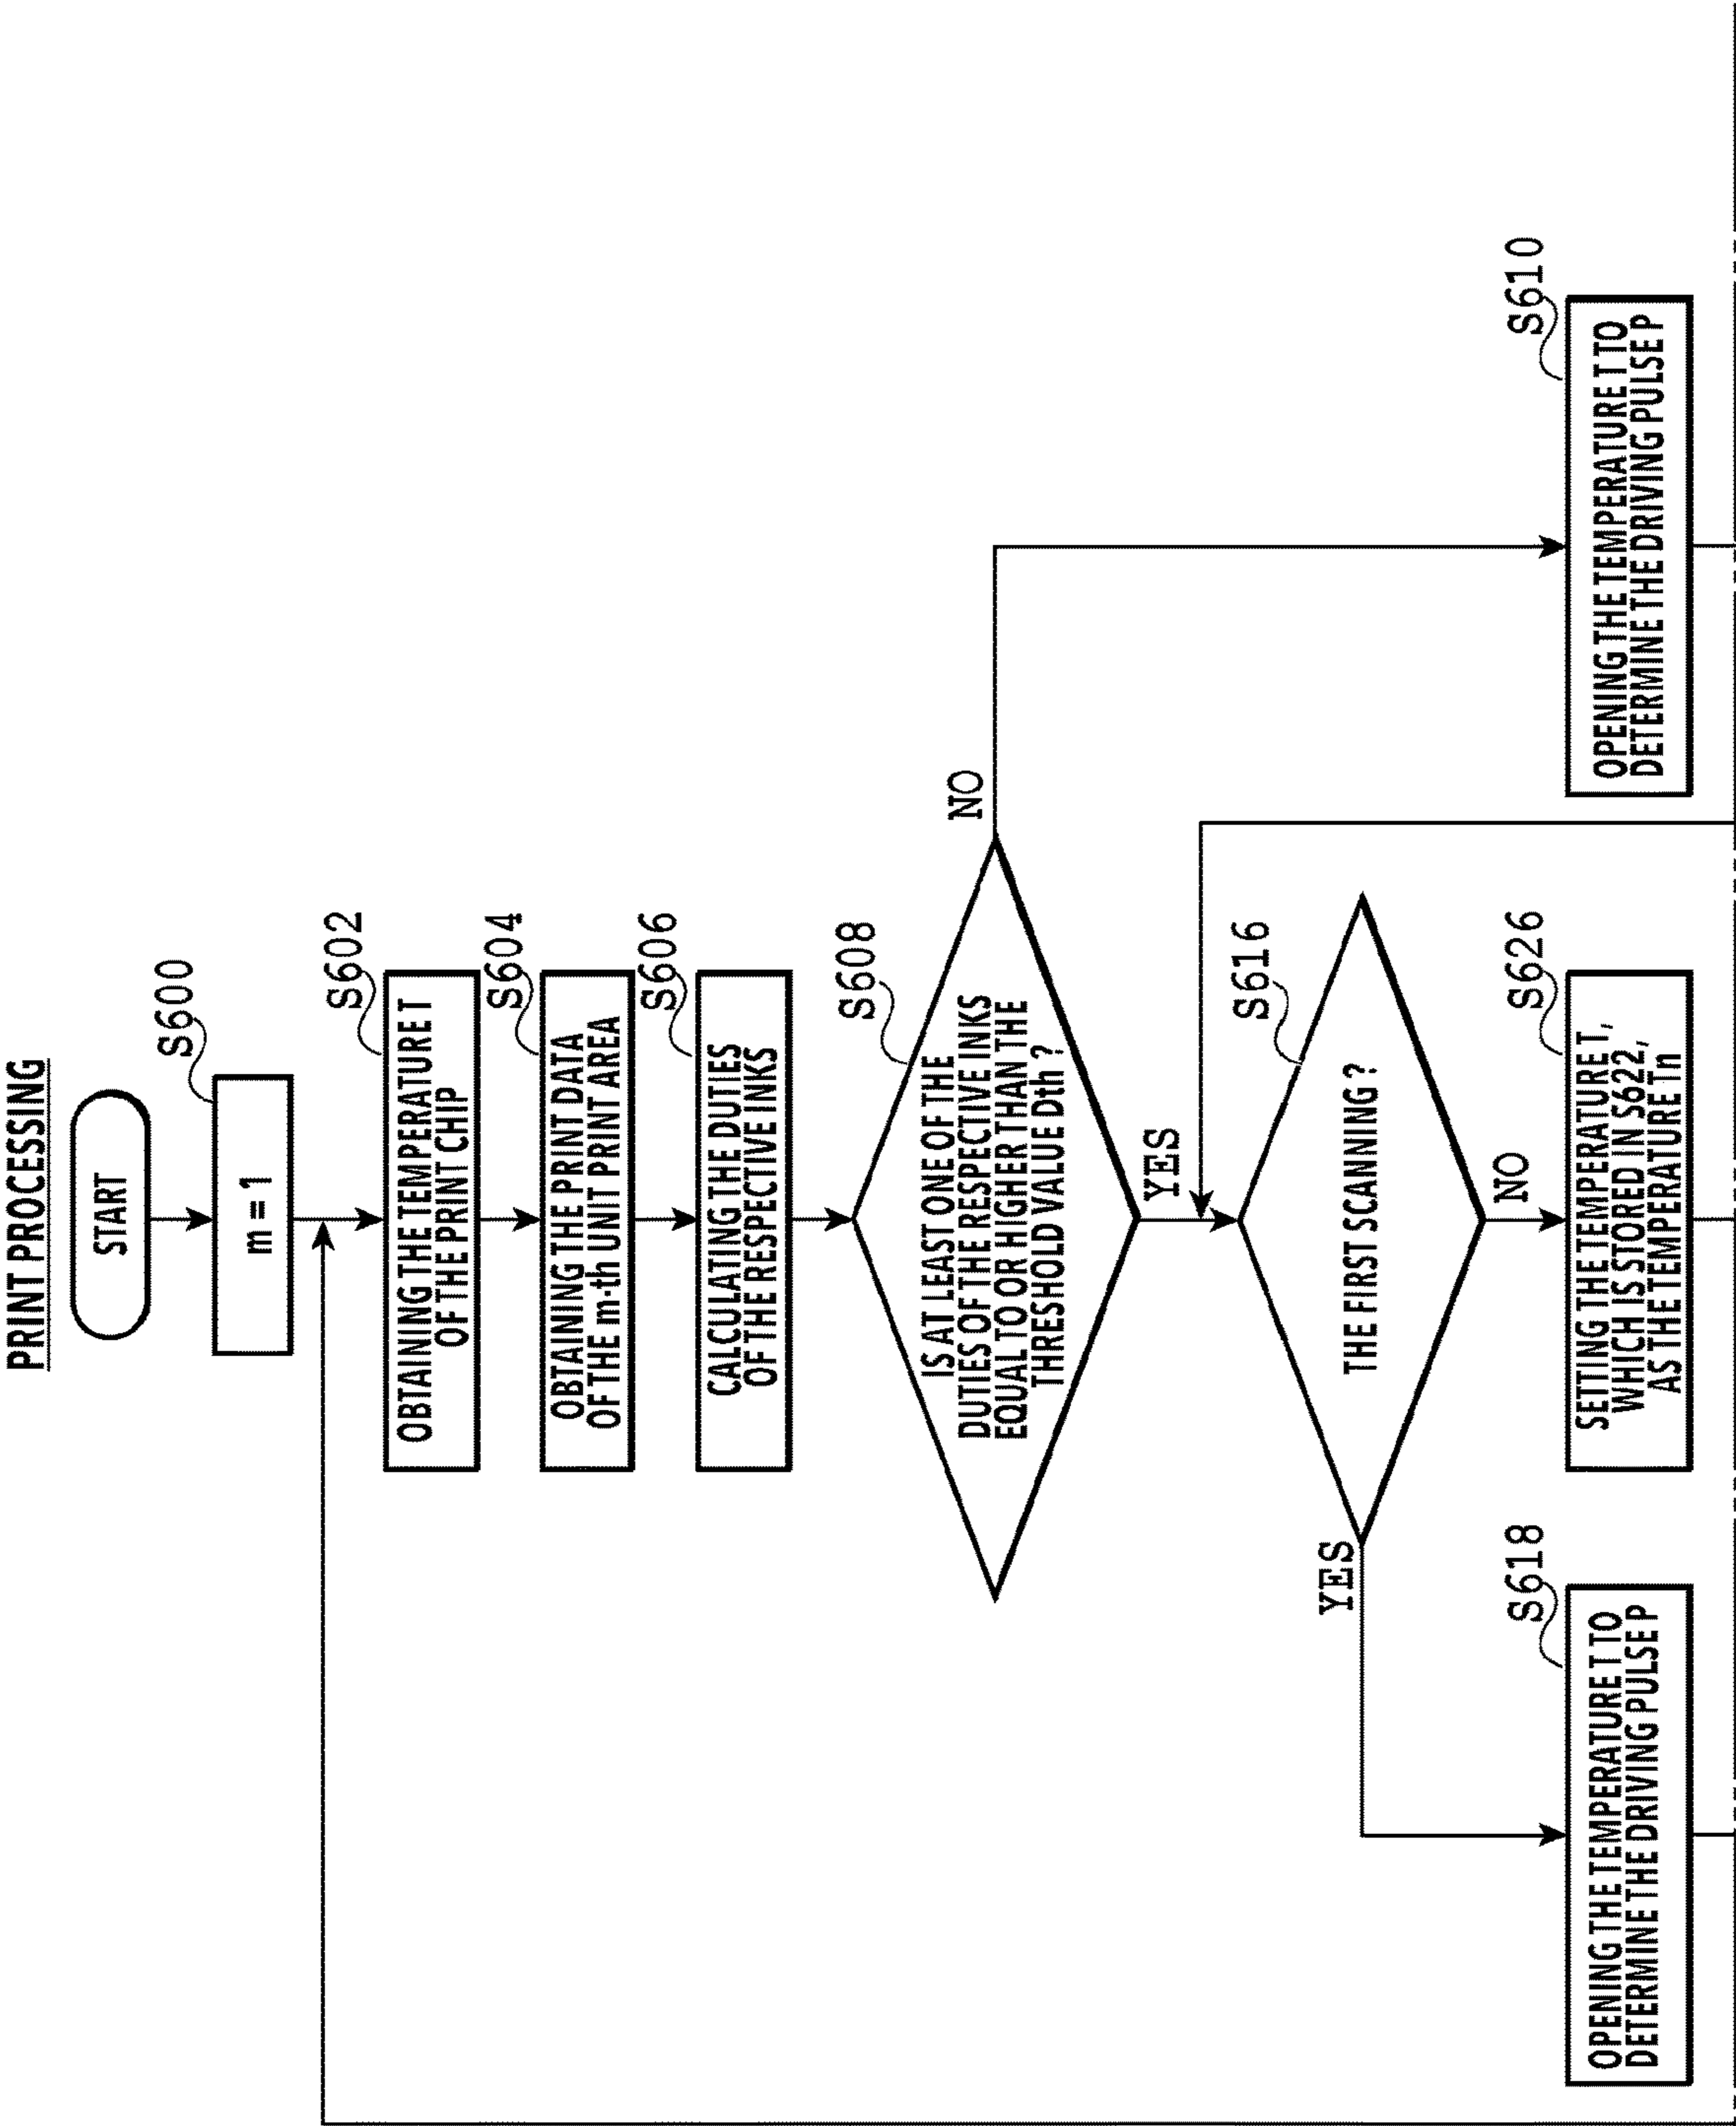 PRINT PROCESSING
START
S600
m = 1
S602
OBTAINING THE TEMPERATURE T
OF THE PRINT CHIP
S604
OBTAINING THE PRINT DATA
OF THE m-th UNIT PRINT AREA
S606
CALCULATING THE DUTIES
OF THE RESPECTIVE INKS
S608
IS AT LEAST ONE OF THE
DUTIES OF THE RESPECTIVE INKS
EQUAL TO OR HIGHER THAN THE
THRESHOLD VALUE Dth ?
NO
YES
S616
THE FIRST SCANNING ?
YES
NO
S618
OPENING THE TEMPERATURE TO
DETERMINE THE DRIVING PULSE P
S626
SETTING THE TEMPERATURE T,
WHICH IS STORED IN S622,
AS THE TEMPERATURE Tn
S610
OPENING THE TEMPERATURE T TO
DETERMINE THE DRIVING PULSE P